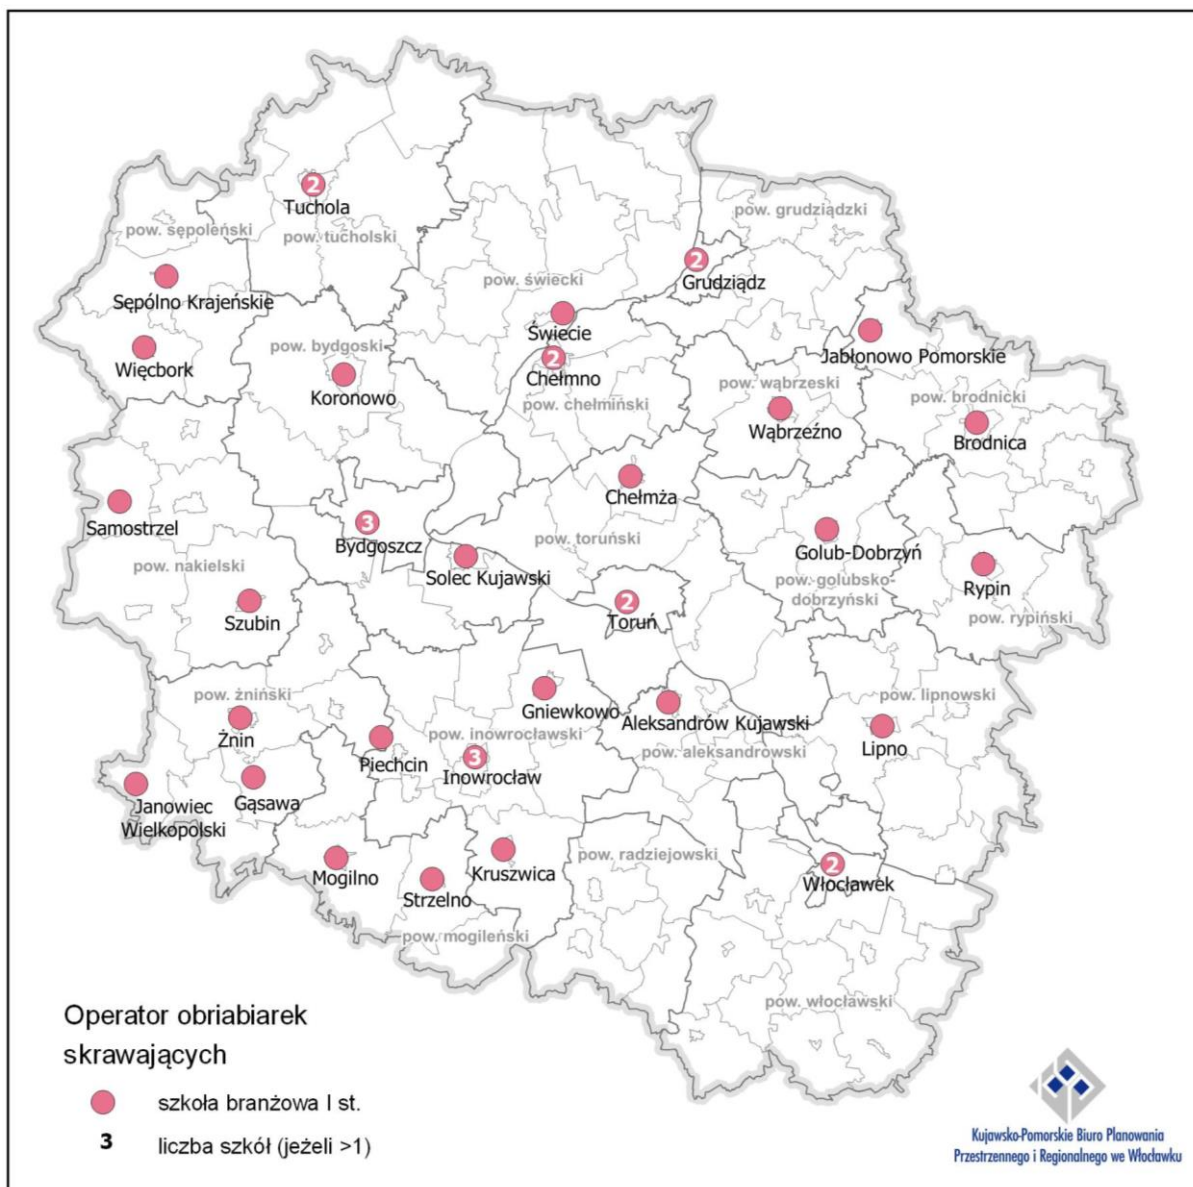 2
Tuchola
pow. grudziądzki
pow. sępoleński
pow. tucholski
2
Grudziądz
pow. świecki
Sępólno Krajeńskie
Świecie
pow. bydgoski
Więcbork
Jabłonowo Pomorskie
2
Chełmno
Koronowo
pow. wąbrzeski
pow. brodnicki
pow. chełmiński
Wąbrzeźno
Brodnica
Chełmża
Samostrzel
3
Bydgoszcz
pow. toruński
Golub-Dobrzyń
pow. nakielski
Solec Kujawski
pow. golubsko-
dobrzyński
Rypin
2
Toruń
Szubin
pow. rypiński
pow. żniński
Gniewkowo
pow. lipnowski
Aleksandrów Kujawski
Żnin
pow. inowrocławski
Lipno
Piechcin
pow. aleksandrowski
3
Inowrocław
Gąsawa
Janowiec
Wielkopolski
pow. radziejowski
2
Włocławek
Mogilno
Kruszwica
Strzelno
pow. mogileński
pow. włocławski
Operator obriabiarek
skrawających
szkoła branżowa I st.
3 liczba szkół (jeżeli >1)
Kujawsko-Pomorskie Biuro Planowania
Przestrzennego i Regionalnego we Włocławku